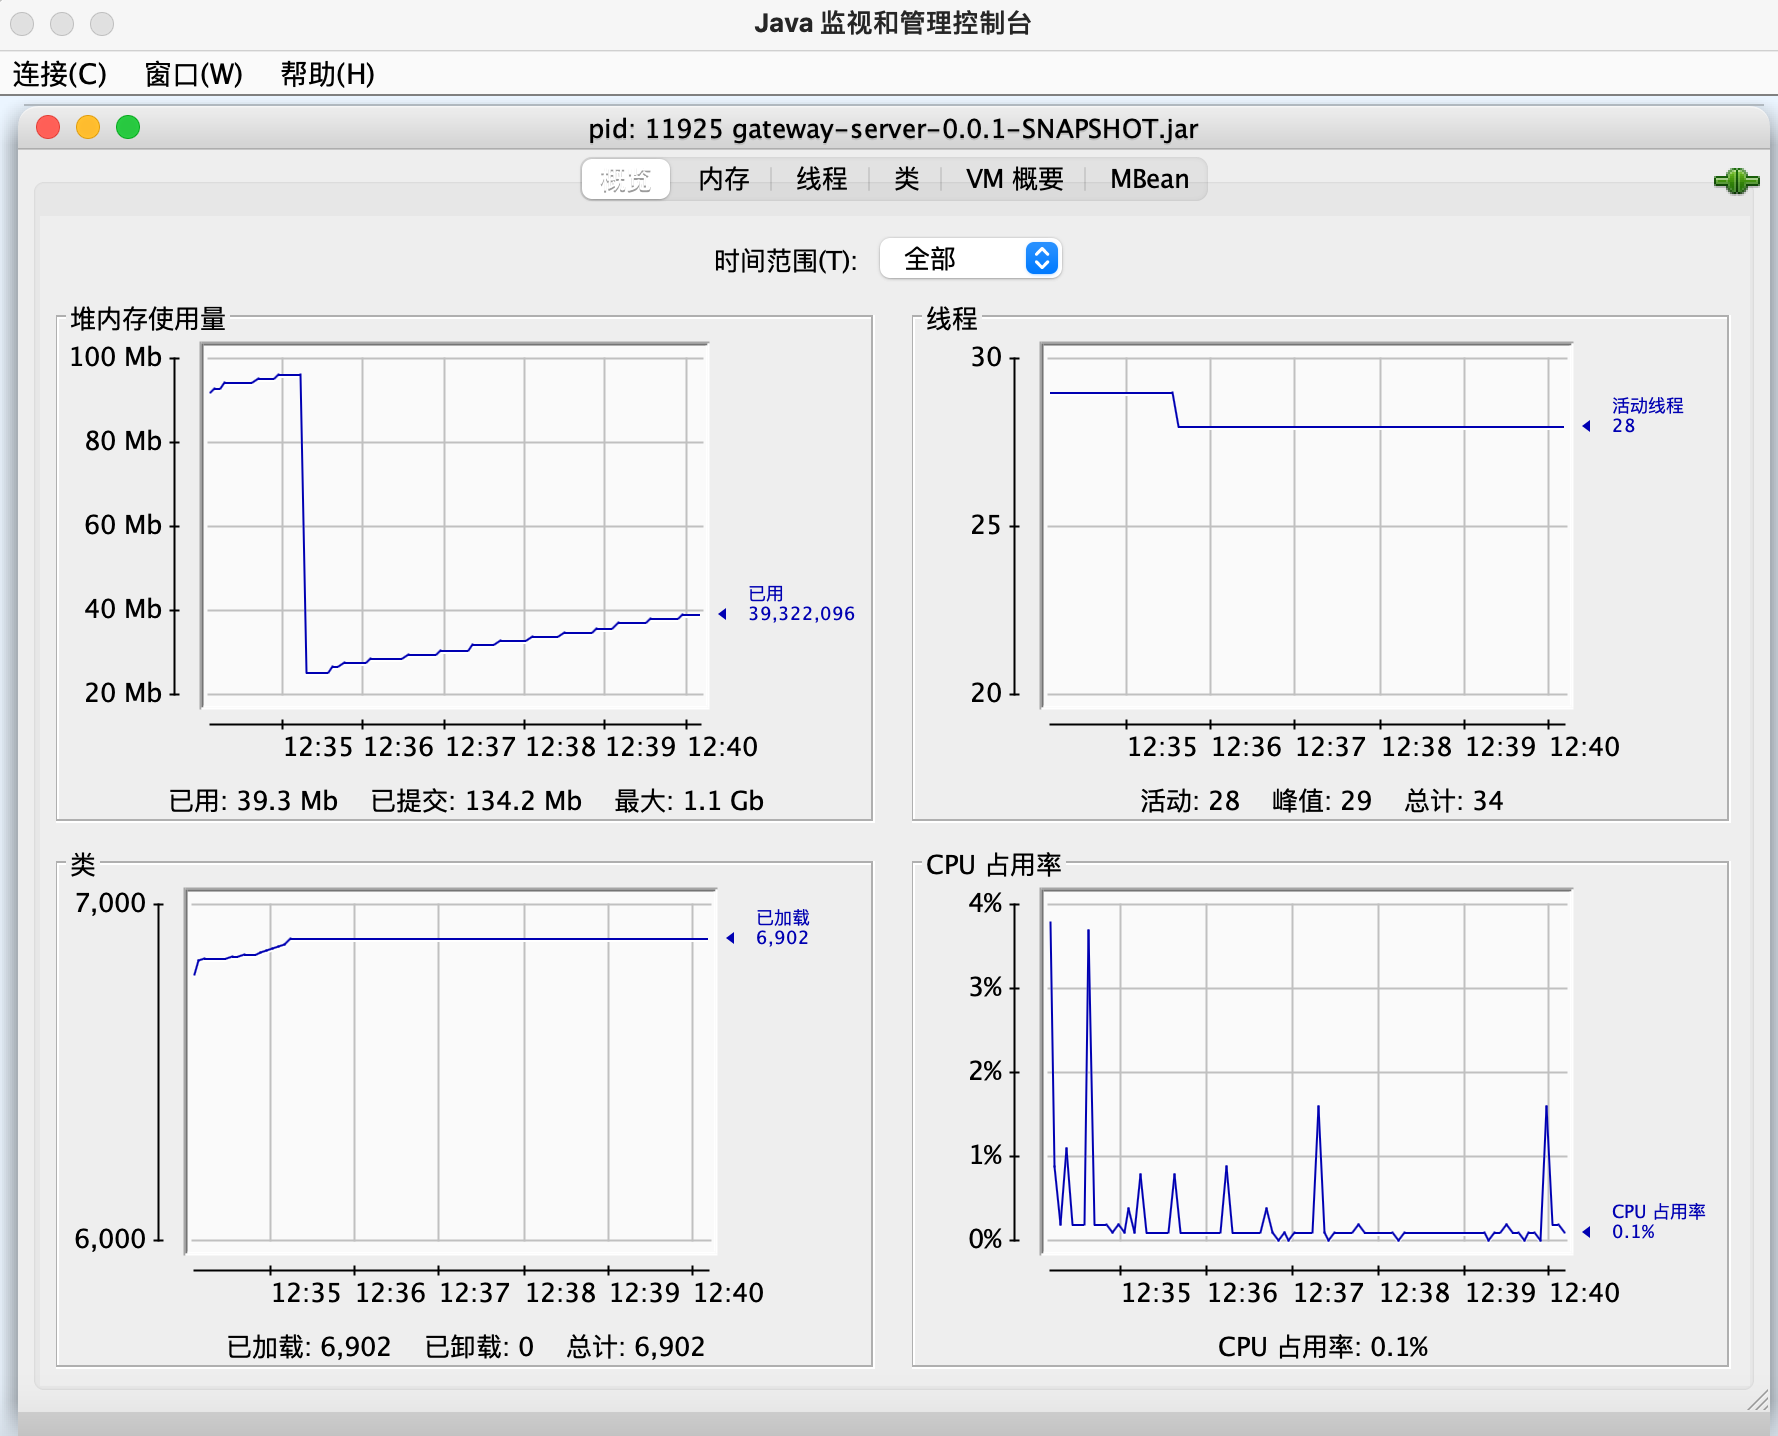 Java 监视和管理控制台
连接(C) 窗口(W) 帮助(H)
pid: 11925 gateway-server-0.0.1-SNAPSHOT.jar
概览 内存 线程 类 VM 概要 MBean
时间范围(T): 全部
堆内存使用量
100 Mb
80 Mb
60 Mb
40 Mb
20 Mb
已用
39,322,096
12:35 12:36 12:37 12:38 12:39 12:40
已用: 39.3 Mb 已提交: 134.2 Mb 最大: 1.1 Gb
线程
30
25
20
活动线程
28
12:35 12:36 12:37 12:38 12:39 12:40
活动: 28 峰值: 29 总计: 34
类
7,000
6,000
已加载
6,902
12:35 12:36 12:37 12:38 12:39 12:40
已加载: 6,902 已卸载: 0 总计: 6,902
CPU 占用率
4%
3%
2%
1%
0%
CPU 占用率
0.1%
12:35 12:36 12:37 12:38 12:39 12:40
CPU 占用率: 0.1%